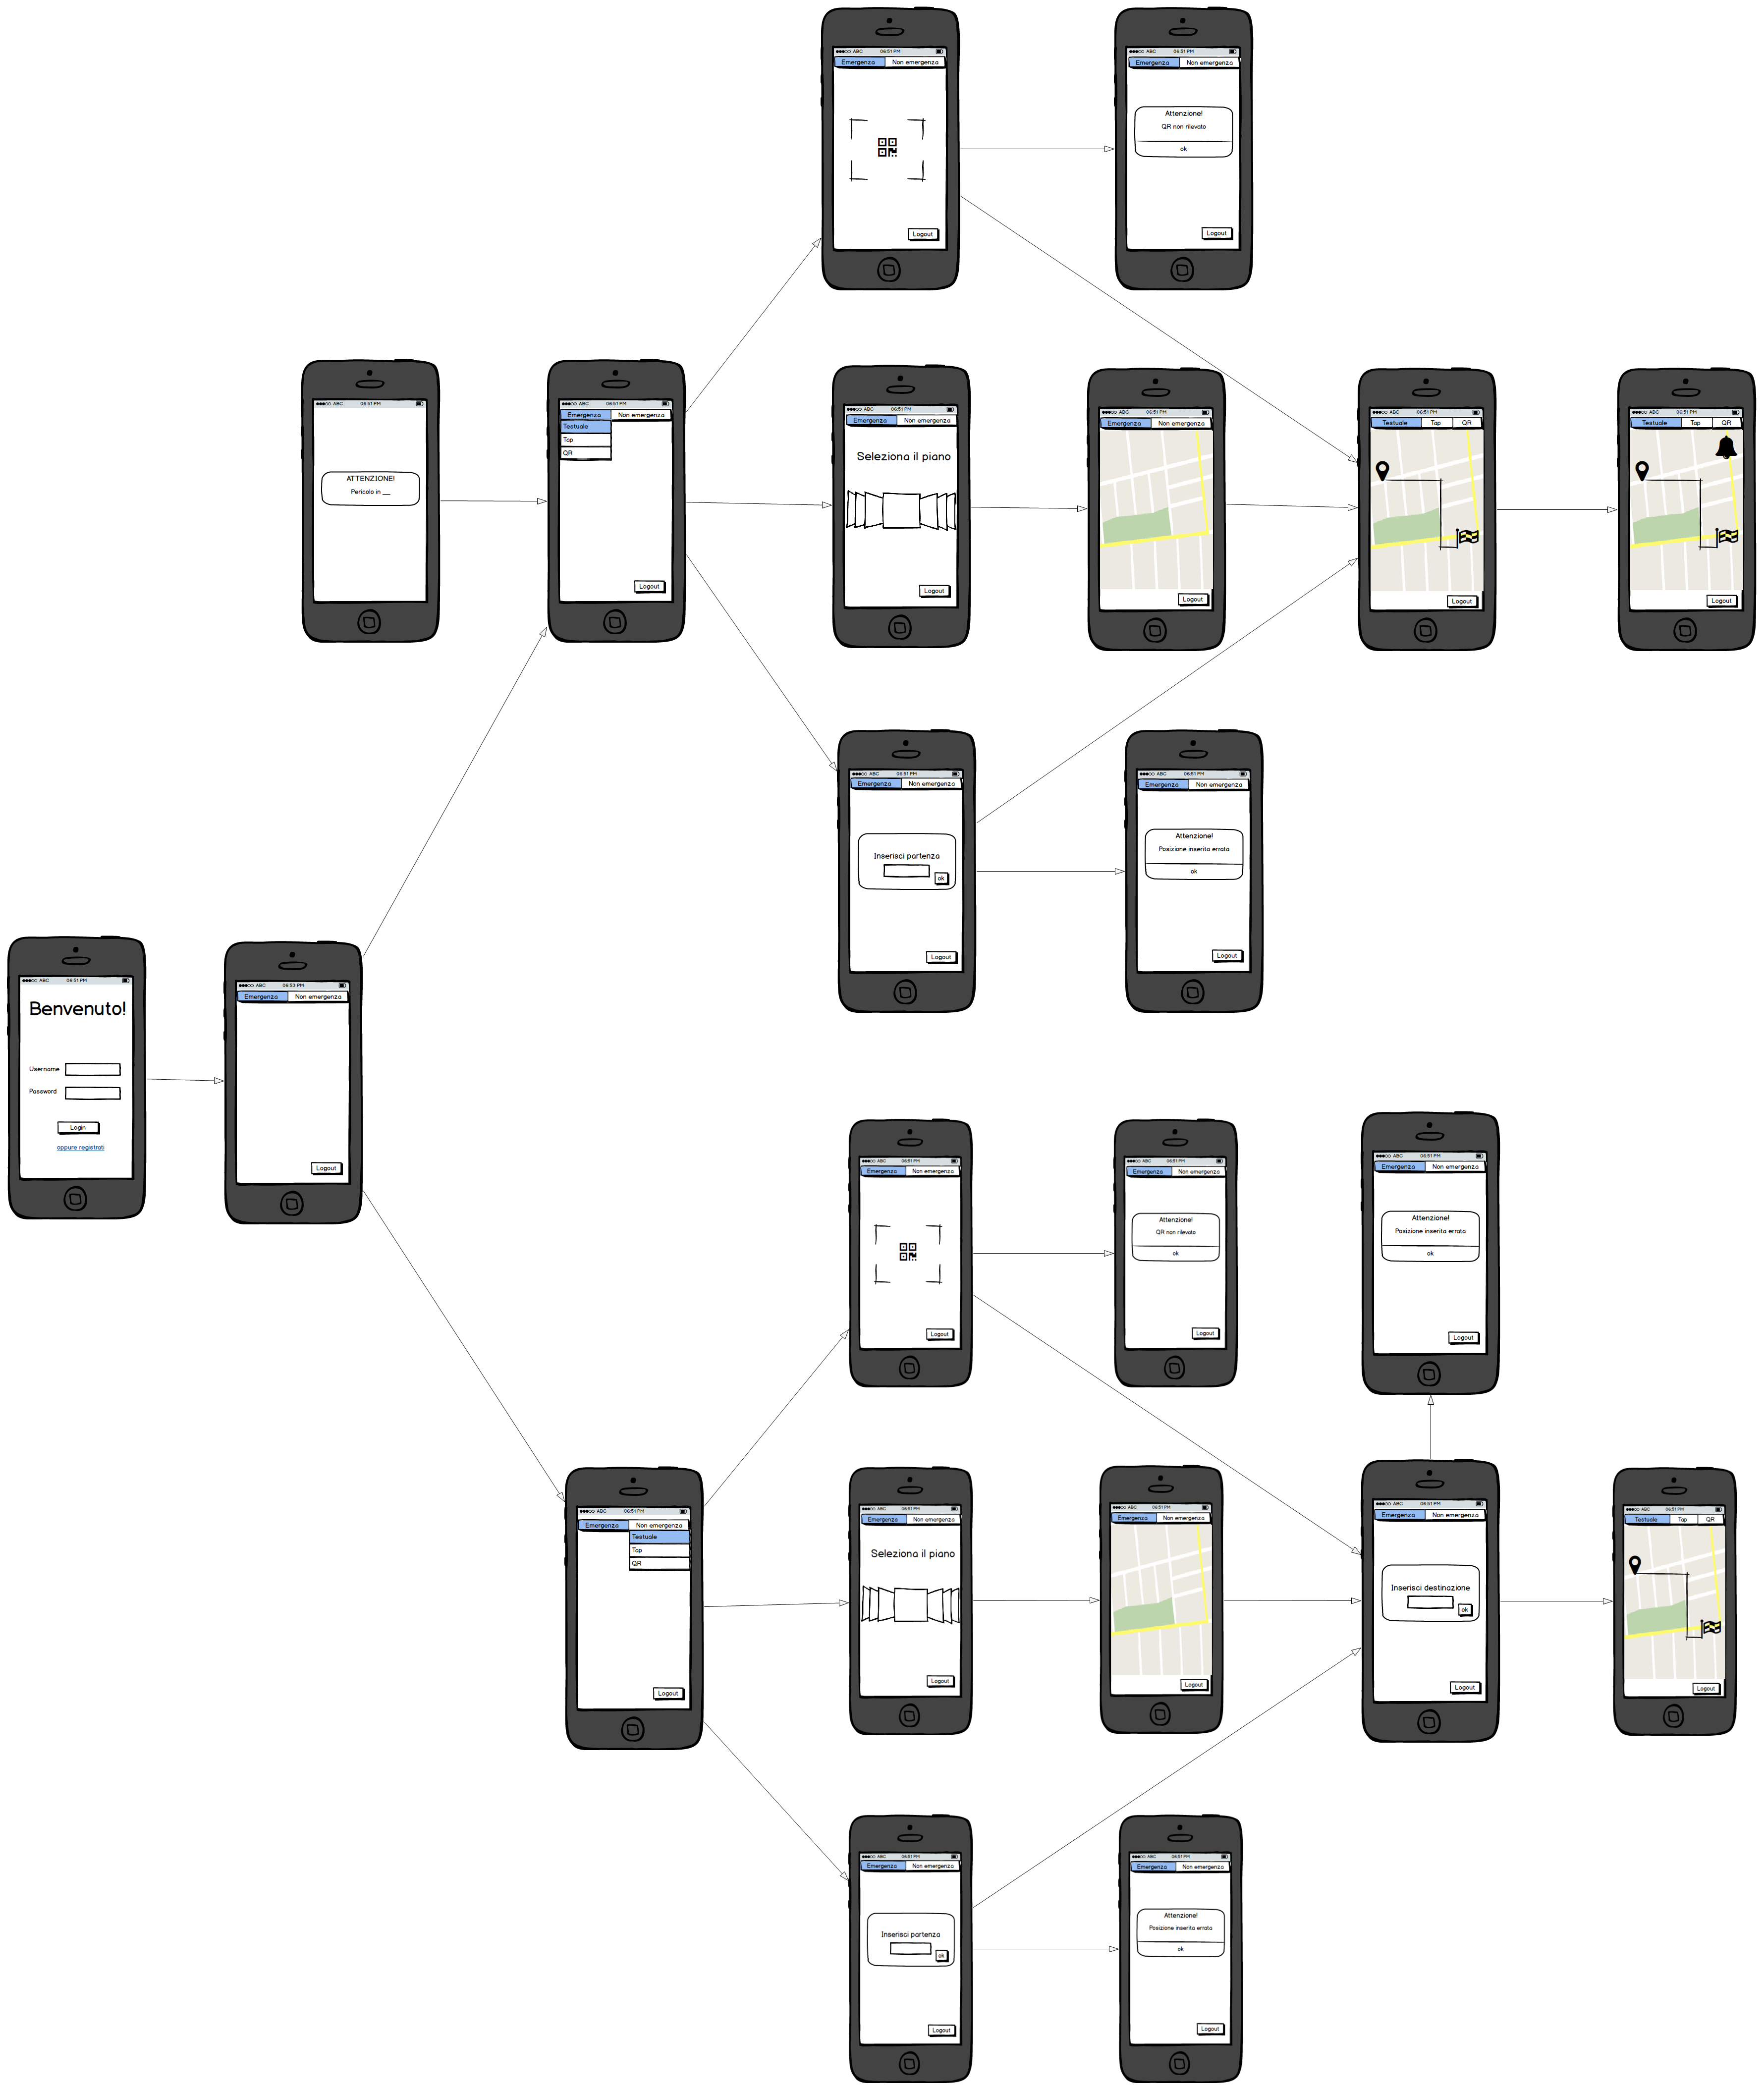 ABC 06:51 PM
Emergenza Non emergenza
Logout
ABC 06:51 PM
Emergenza Non emergenza
Attenzione!
QR non rilevato
ok
Logout
ABC 06:51 PM
ATTENZIONE!
Pericolo in __
ABC 06:51 PM
Emergenza Non emergenza
Testuale
Tap
QR
Logout
ABC 06:51 PM
Emergenza Non emergenza
Seleziona il piano
Logout
ABC 06:51 PM
Emergenza Non emergenza
Logout
ABC 06:51 PM
Testuale Tap QR
Logout
ABC 06:51 PM
Testuale Tap QR
Logout
ABC 06:51 PM
Emergenza Non emergenza
Inserisci partenza
ok
Logout
ABC 06:51 PM
Emergenza Non emergenza
Attenzione!
Posizione inserita errata
ok
Logout
ABC 06:51 PM
Benvenuto!
Username
Password
Login
oppure registrati
ABC 06:53 PM
Emergenza Non emergenza
Logout
ABC 06:51 PM
Emergenza Non emergenza
Logout
ABC 06:51 PM
Emergenza Non emergenza
Attenzione!
QR non rilevato
ok
Logout
ABC 06:51 PM
Emergenza Non emergenza
Attenzione!
Posizione inserita errata
ok
Logout
ABC 06:51 PM
Emergenza Non emergenza
Testuale
Tap
QR
Logout
ABC 06:51 PM
Emergenza Non emergenza
Seleziona il piano
Logout
ABC 06:51 PM
Emergenza Non emergenza
Logout
ABC 06:51 PM
Emergenza Non emergenza
Inserisci destinazione
ok
Logout
ABC 06:51 PM
Testuale Tap QR
Logout
ABC 06:51 PM
Emergenza Non emergenza
Inserisci partenza
ok
Logout
ABC 06:51 PM
Emergenza Non emergenza
Attenzione!
Posizione inserita errata
ok
Logout